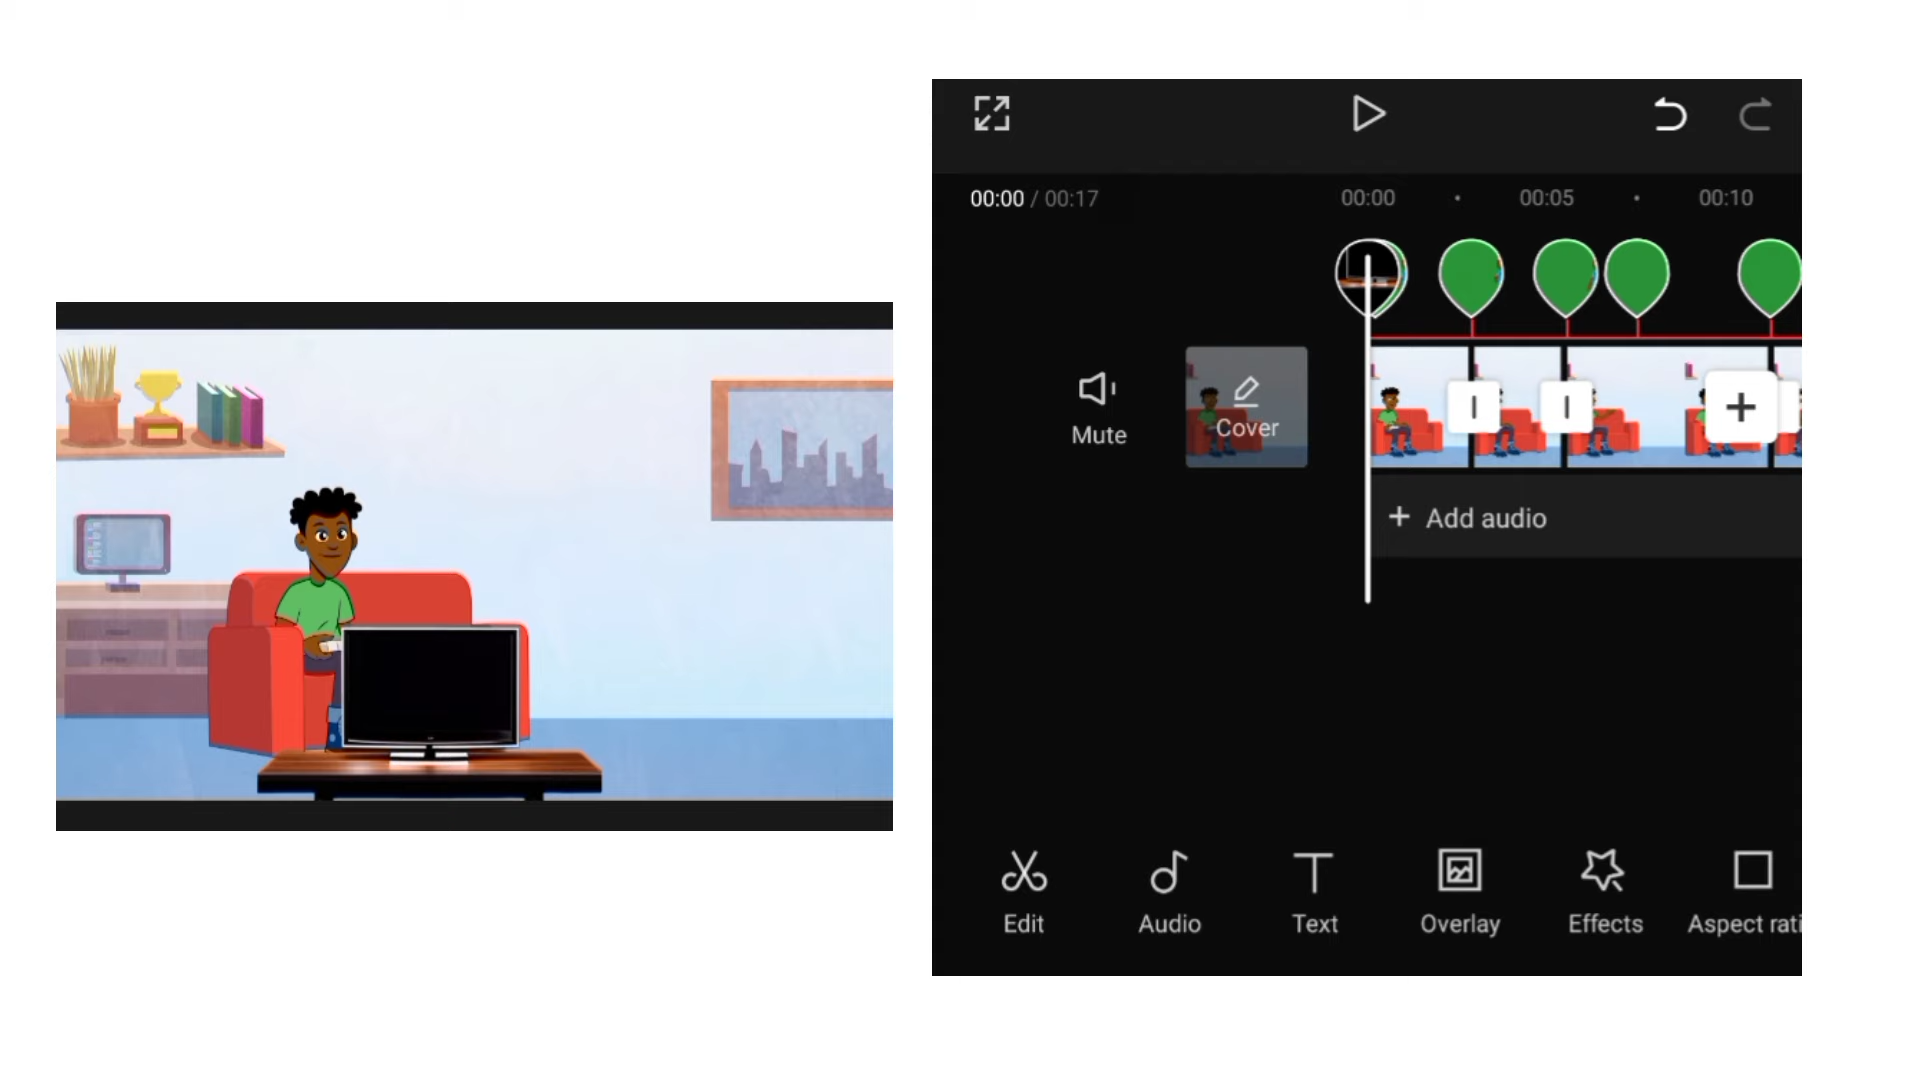 00:00 / 00:17
00:00
00:05
00:10
Mute
Cover
Add audio
Edit
Audio
Text
Overlay
Effects
Aspect rati